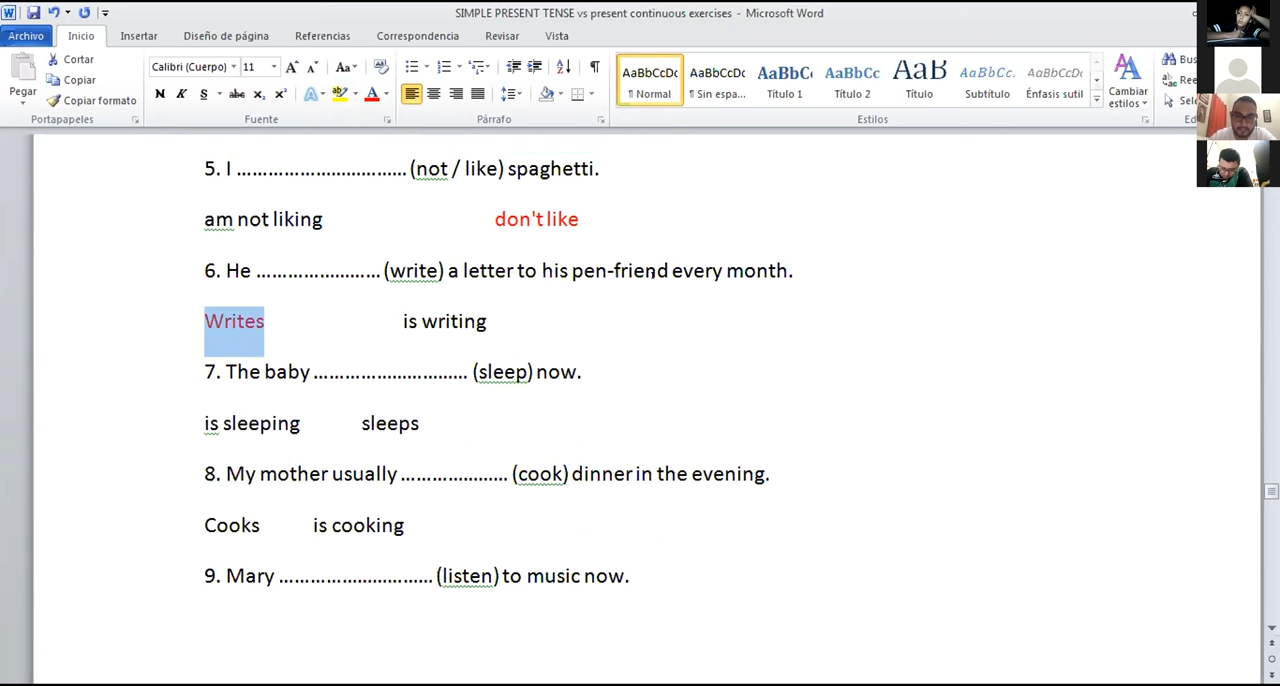 SIMPLE PRESENT TENSE vs present continuous exercises - Microsoft Word
Archivo Inicio Insertar Diseño de página Referencias Correspondencia Revisar Vista
Pegar
Cortar
Copiar
Copiar formato
Portapapeles
Calibri (Cuerpo) 11
Fuente
Párrafo
AaBbCcDc ¶ Normal
AaBbCcDc ¶ Sin espa...
AaBbC Título 1
AaBbCc Título 2
AaB Título
AaBbCc. Subtítulo
AaBbCcDc Énfasis sutil
Cambiar estilos
Estilos
5. I ................................ (not / like) spaghetti.
am not liking don't like
6. He ....................... (write) a letter to his pen-friend every month.
Writes is writing
7. The baby ............................. (sleep) now.
is sleeping sleeps
8. My mother usually .................... (cook) dinner in the evening.
Cooks is cooking
9. Mary ............................. (listen) to music now.